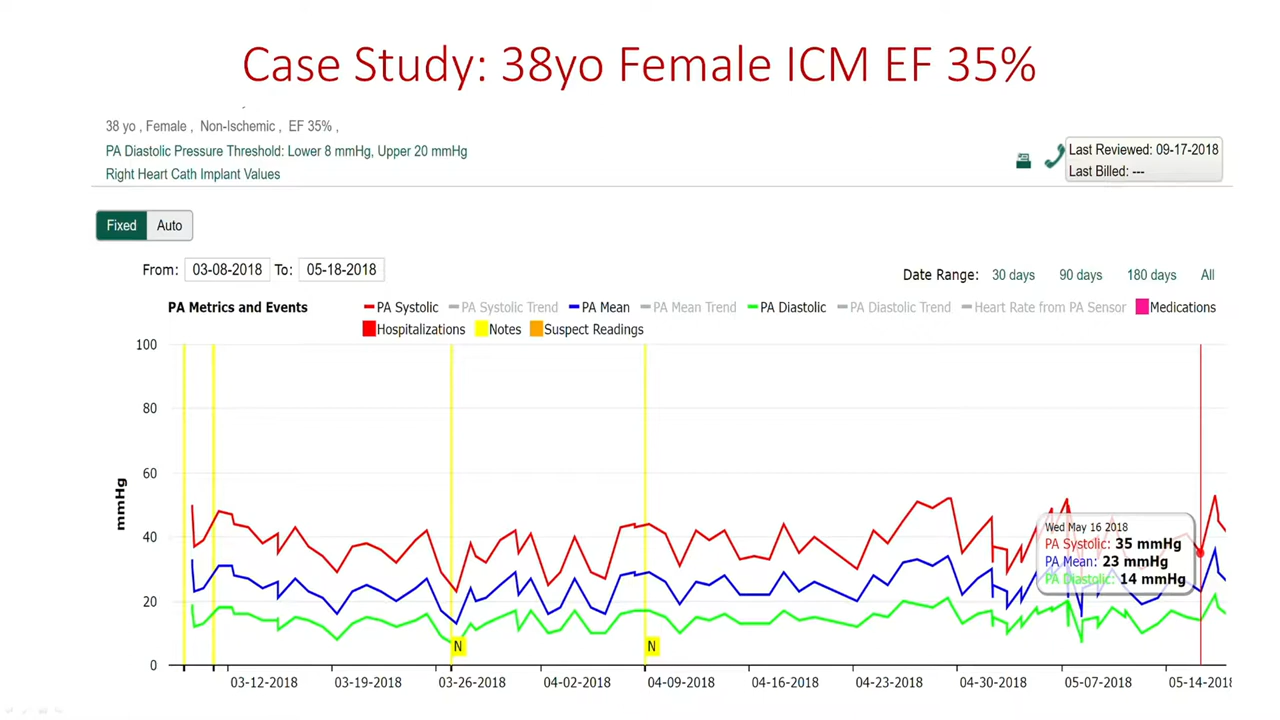 Case Study: 38yo Female ICM EF 35%
38 yo , Female , Non-Ischemic , EF 35% ,
PA Diastolic Pressure Threshold: Lower 8 mmHg, Upper 20 mmHg
Right Heart Cath Implant Values
Last Reviewed: 09-17-2018
Last Billed: ---
Fixed Auto
From: 03-08-2018 To: 05-18-2018
Date Range: 30 days 90 days 180 days All
PA Metrics and Events
PA Systolic PA Systolic Trend PA Mean PA Mean Trend PA Diastolic PA Diastolic Trend Heart Rate from PA Sensor Medications
Hospitalizations Notes Suspect Readings
100
80
60
40
20
0
mmHg
Wed May 16 2018
PA Systolic: 35 mmHg
PA Mean: 23 mmHg
PA Diastolic: 14 mmHg
N N
03-12-2018 03-19-2018 03-26-2018 04-02-2018 04-09-2018 04-16-2018 04-23-2018 04-30-2018 05-07-2018 05-14-2018